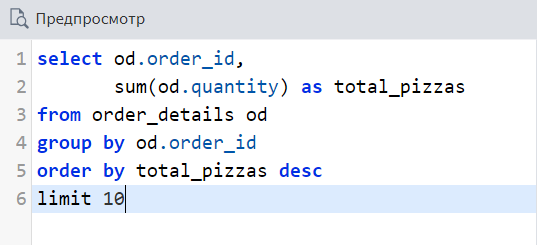 Предпросмотр
1 select od.order_id,
2        sum(od.quantity) as total_pizzas
3 from order_details od
4 group by od.order_id
5 order by total_pizzas desc
6 limit 10